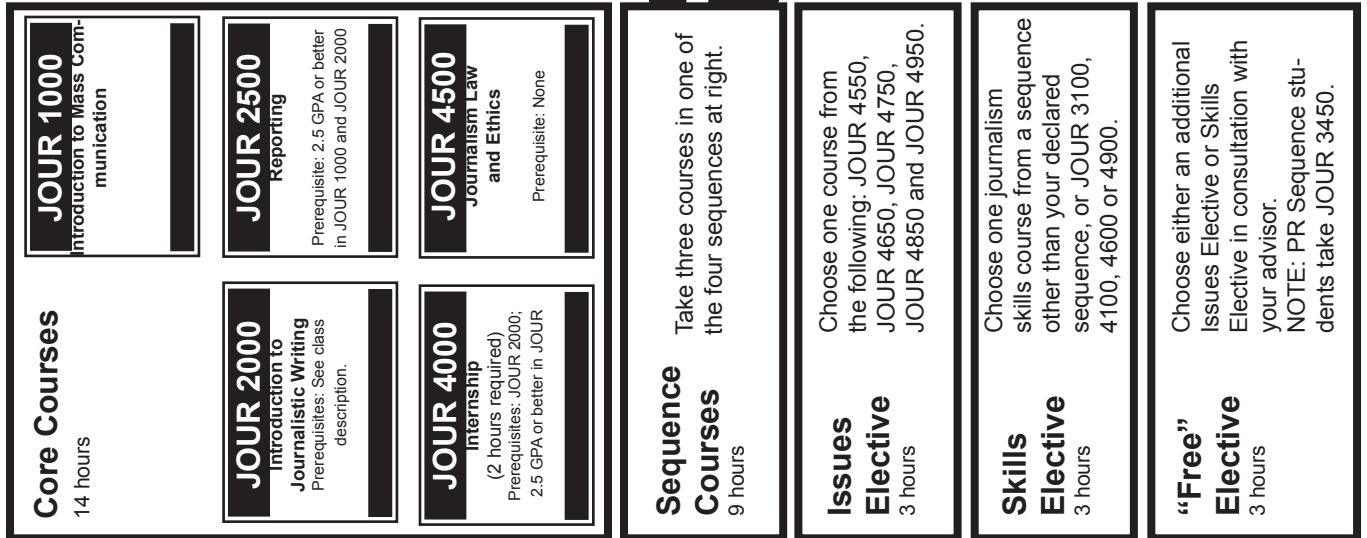 Core Courses
14 hours
JOUR 1000
Introduction to Mass Com-
munication
JOUR 2000
Introduction to
Journalistic Writing
Prerequisites: See class
description.
JOUR 2500
Reporting
Prerequisite: 2.5 GPA or better
in JOUR 1000 and JOUR 2000
JOUR 4000
Internship
(2 hours required)
Prerequisites: JOUR 2000;
2.5 GPA or better in JOUR
JOUR 4500
Journalism Law
and Ethics
Prerequisite: None
Sequence
Courses
9 hours
Take three courses in one of
the four sequences at right.
Issues
Elective
3 hours
Choose one course from
the following: JOUR 4550,
JOUR 4650, JOUR 4750,
JOUR 4850 and JOUR 4950.
Skills
Elective
3 hours
Choose one journalism
skills course from a sequence
other than your declared
sequence, or JOUR 3100,
4100, 4600 or 4900.
“Free”
Elective
3 hours
Choose either an additional
Issues Elective or Skills
Elective in consultation with
your advisor.
NOTE: PR Sequence stu-
dents take JOUR 3450.